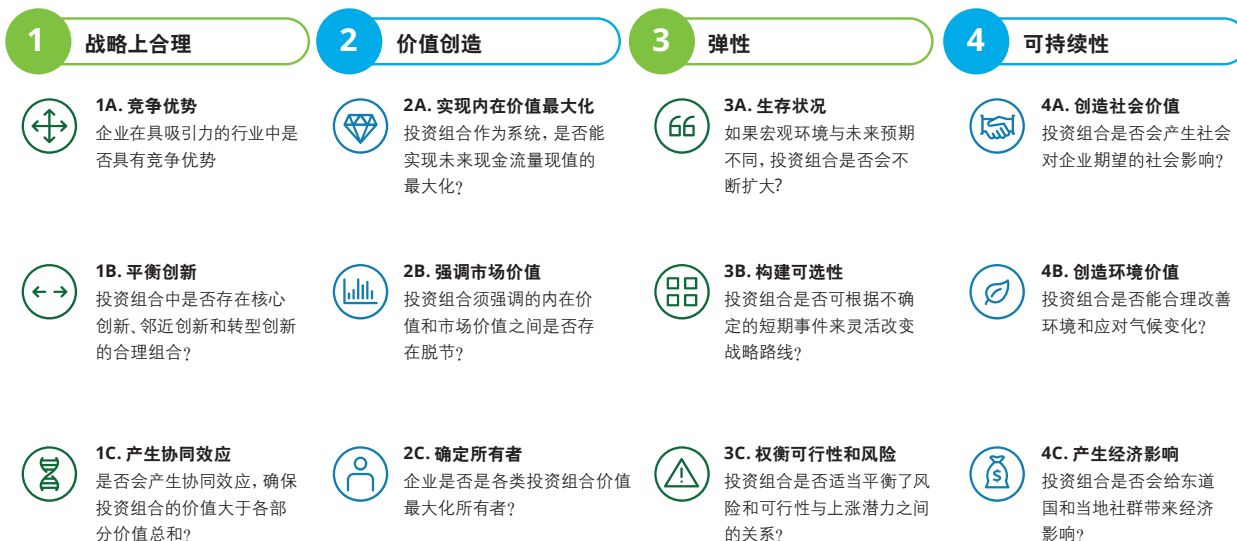 1 战略上合理
1A. 竞争优势
企业在具吸引力的行业中是
否具有竞争优势
1B. 平衡创新
投资组合中是否存在核心
创新、邻近创新和转型创新
的合理组合?
1C. 产生协同效应
是否会产生协同效应, 确保
投资组合的价值大于各部
分价值总和?
2 价值创造
2A. 实现内在价值最大化
投资组合作为系统, 是否能
实现未来现金流量现值的
最大化?
2B. 强调市场价值
投资组合须强调的内在价
值和市场价值之间是否存
在脱节?
2C. 确定所有者
企业是否是各类投资组合价值
最大化所有者?
3 弹性
3A. 生存状况
如果宏观环境与未来预期
不同, 投资组合是否会不
断扩大?
3B. 构建可选性
投资组合是否可根据不确
定的短期事件来灵活改变
战略路线?
3C. 权衡可行性和风险
投资组合是否适当平衡了风
险和可行性与上涨潜力之间
的关系?
4 可持续性
4A. 创造社会价值
投资组合是否会产生社会
对企业期望的社会影响?
4B. 创造环境价值
投资组合是否能合理改善
环境和应对气候变化?
4C. 产生经济影响
投资组合是否会给东道
国和当地社群带来经济
影响?